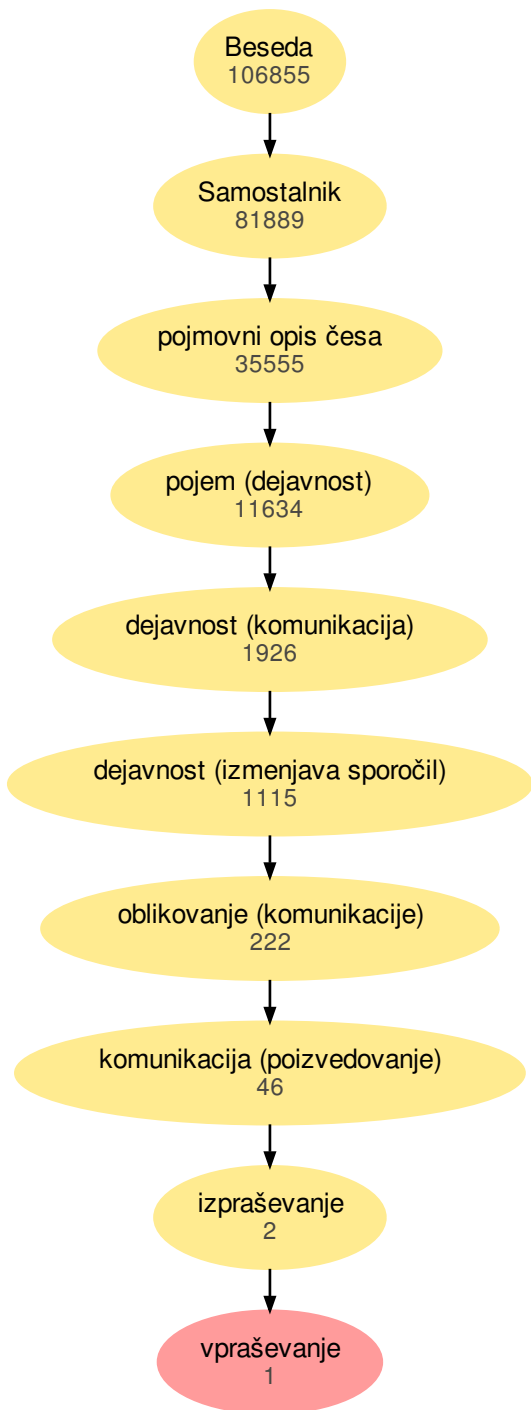 Beseda
106855
Samostalnik
81889
pojmovni opis česa
35555
pojem (dejavnost)
11634
dejavnost (komunikacija)
1926
dejavnost (izmenjava sporočil)
1115
oblikovanje (komunikacije)
222
komunikacija (poizvedovanje)
46
izpraševanje
2
vpraševanje
1